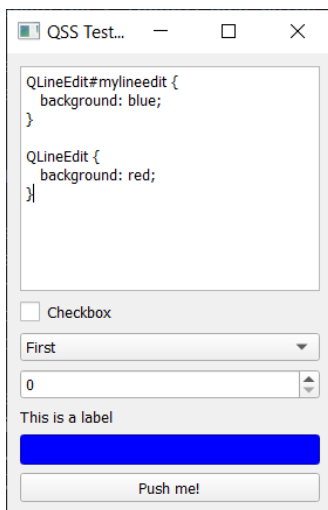 QSS Test...
QLineEdit#mylineedit {
   background: blue;
}

QLineEdit {
   background: red;
}
Checkbox
First
0
This is a label
Push me!